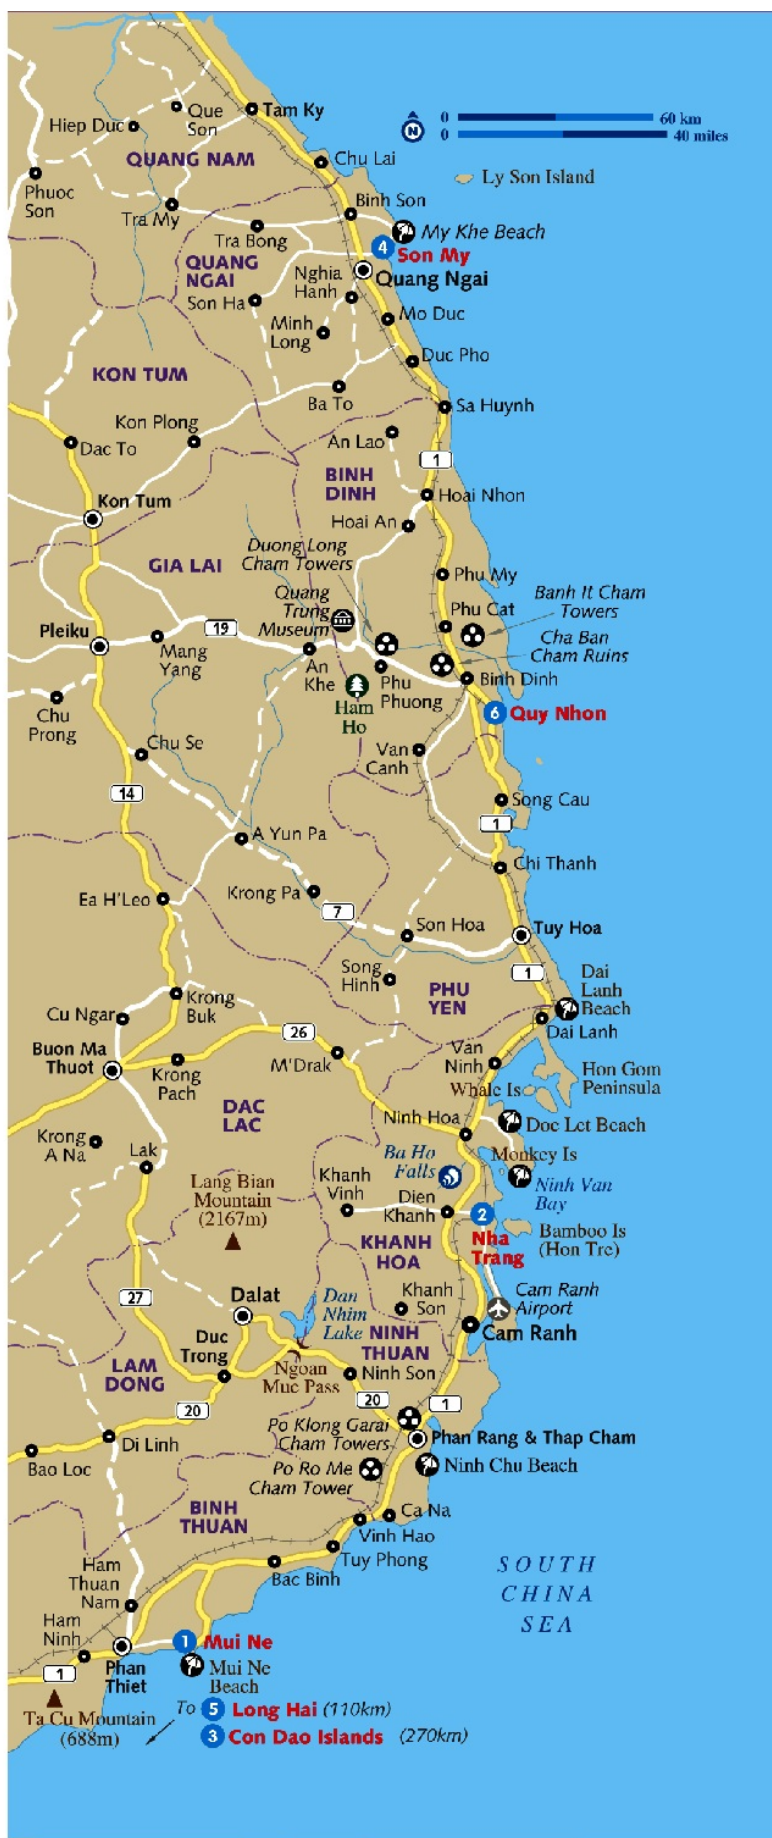 0 60 km
N 0 40 miles
Que
Son
Tam Ky
Hiep Duc
QUANG NAM
Chu Lai
Ly Son Island
Phuoc
Son
Tra My
Binh Son
Tra Bong
My Khe Beach
4 Son My
QUANG
NGAI
Nghia
Hanh
Quang Ngai
Son Ha
Minh
Long
Mo Duc
Duc Pho
KON TUM
Ba To
Sa Huynh
Kon Plong
An Lao
Dac To
1
BINH
DINH
Kon Tum
Hoai Nhon
Hoai An
Duong Long
Cham Towers
GIA LAI
Phu My
Quang
Trung
Museum
Banh It Cham
Towers
Phu Cat
Pleiku
19
Mang
Yang
Cha Ban
Cham Ruins
An
Khe
Phu
Phuong
Binh Dinh
Ham
Ho
Chu
Prong
6 Quy Nhon
Chu Se
Van
Canh
14
Song Cau
1
A Yun Pa
Chi Thanh
Ea H'Leo
Krong Pa
7
Son Hoa
Tuy Hoa
Song
Hinh
1
PHU
YEN
Dai
Lanh
Beach
Krong
Buk
Cu Ngar
Dai Lanh
26
Buon Ma
Thuot
Krong
Pach
M'Drak
Van
Ninh
Hon Gom
Peninsula
Whale Is
DAC
LAC
Ninh Hoa
Doc Let Beach
Krong
A Na
Lak
Ba Ho
Falls
Monkey Is
Ninh Van
Bay
Lang Bian
Mountain
(2167m)
Khanh
Vinh
Dien
Khanh
2
Nha
Trang
Bamboo Is
(Hon Tre)
KHANH
HOA
27
Dalat
Dan
Nhim
Lake
Khanh
Son
Cam Ranh
Airport
Duc
Trong
NINH
THUAN
Cam Ranh
LAM
DONG
Ngoan
Muc Pass
Ninh Son
20
20
1
Po Klong Garai
Cham Towers
Phan Rang & Thap Cham
Di Linh
Bao Loc
Po Ro Me
Cham Tower
Ninh Chu Beach
BINH
THUAN
Ca Na
Vinh Hao
Tuy Phong
Bac Binh
SOUTH
CHINA
SEA
Ham
Thuan
Nam
Ham
Ninh
1 Mui Ne
Phan
Thiet
Mui Ne
Beach
1
Ta Cu Mountain
(688m)
To 5 Long Hai (110km)
3 Con Dao Islands (270km)